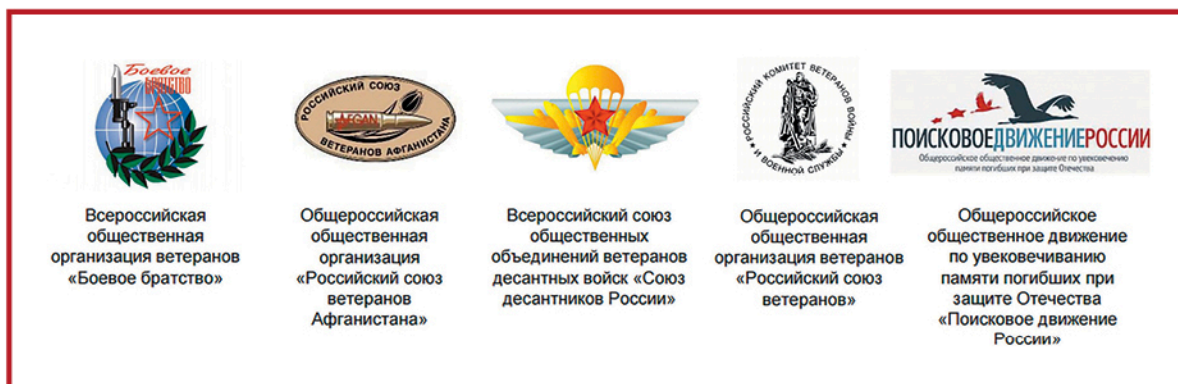 Боевое
БРАТСТВО
РОССИЙСКИЙ СОЮЗ
AFGAN
ВЕТЕРАНОВ АФГАНИСТАНА
РОССИЙСКИЙ КОМИТЕТ ВЕТЕРАНОВ ВОЙНЫ
И ВОЕННОЙ СЛУЖБЫ
ПОИСКОВОЕДВИЖЕНИЕРОССИИ
Общероссийское общественное движение по увековечению
памяти погибших при защите Отечества
Всероссийская
общественная
организация ветеранов
«Боевое братство»
Общероссийская
общественная
организация
«Российский союз
ветеранов
Афганистана»
Всероссийский союз
общественных
объединений ветеранов
десантных войск «Союз
десантников России»
Общероссийская
общественная
организация ветеранов
«Российский союз
ветеранов»
Общероссийское
общественное движение
по увековечиванию
памяти погибших при
защите Отечества
«Поисковое движение
России»